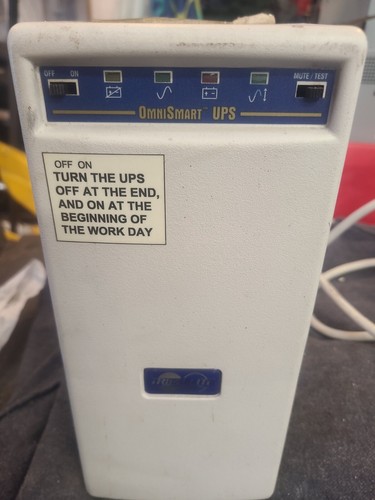 OFF ON
MUTE/TEST
OMNISMART™ UPS
OFF ON
TURN THE UPS
OFF AT THE END,
AND ON AT THE
BEGINNING OF
THE WORK DAY